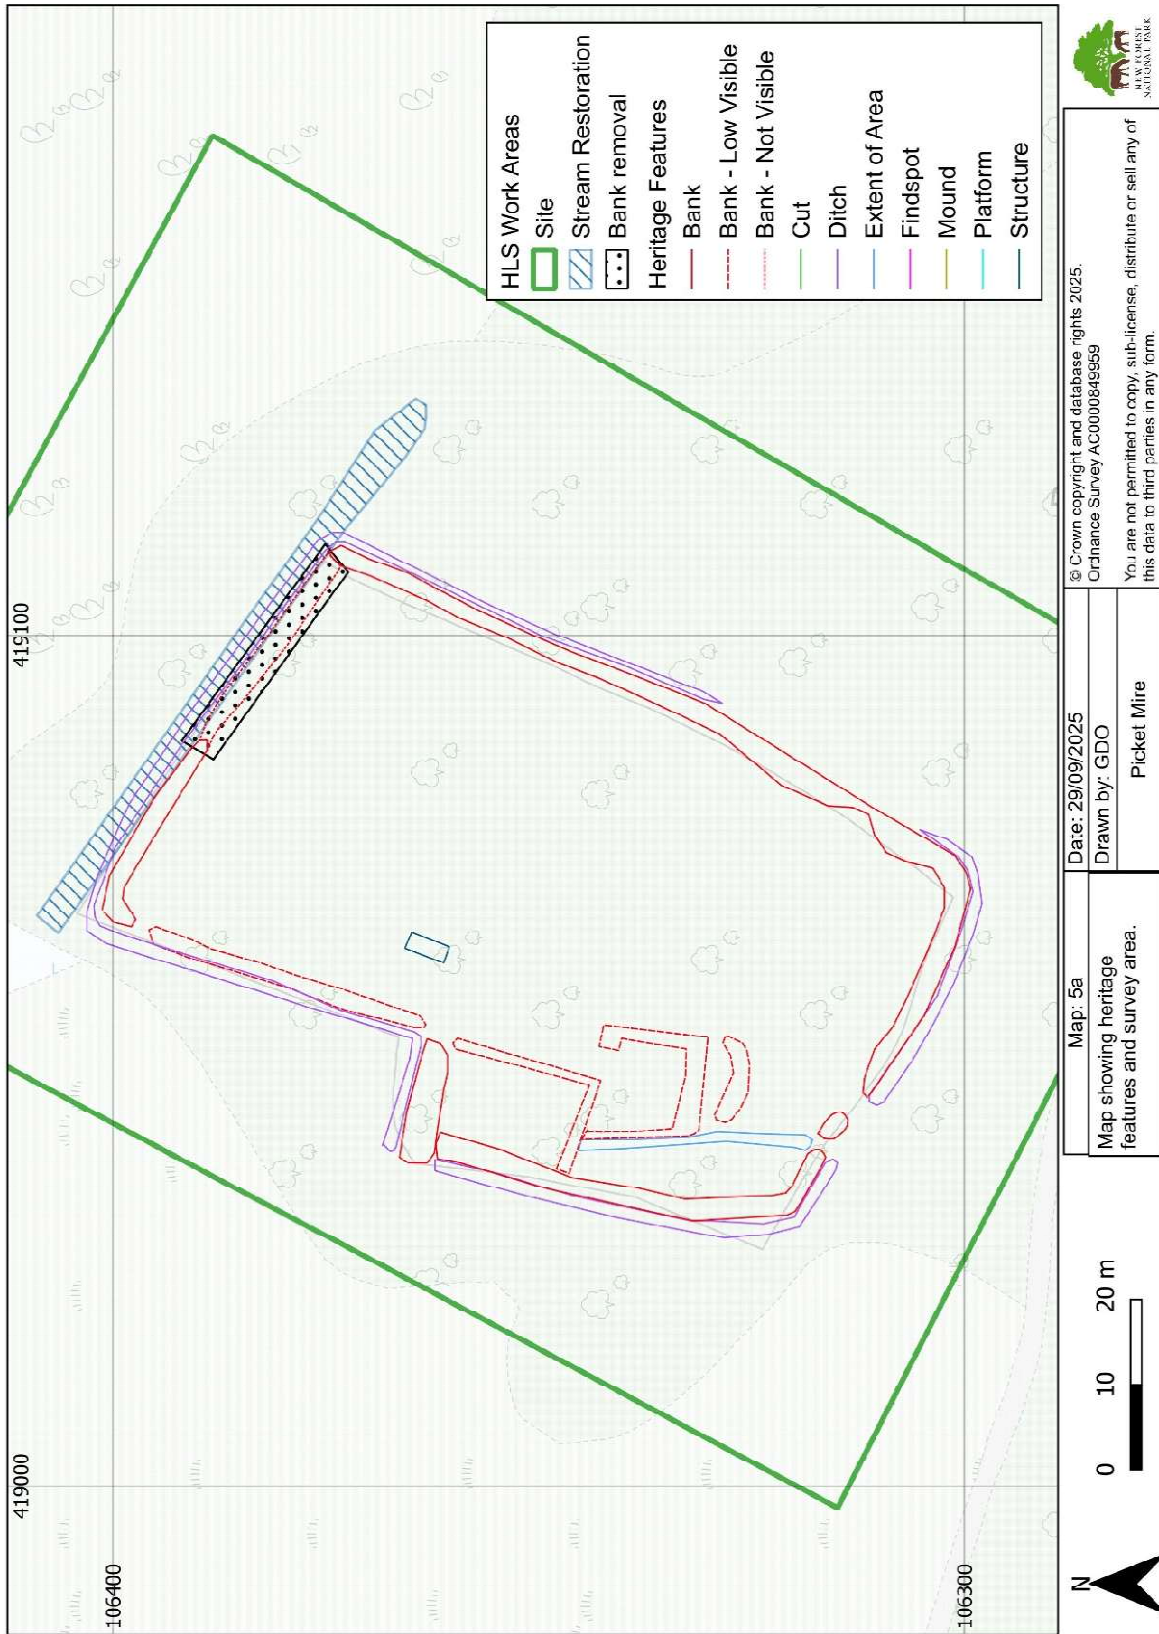 419000
419100
106400
106300
HLS Work Areas
Site
Stream Restoration
Bank removal
Heritage Features
Bank
Bank - Low Visible
Bank - Not Visible
Cut
Ditch
Extent of Area
Findspot
Mound
Platform
Structure
N
0 10 20 m
Map: 5a
Map showing heritage
features and survey area.
Date: 29/09/2025
Drawn by: GDO
Picket Mire
© Crown copyright and database rights 2025.
Ordnance Survey AC0000849959
You are not permitted to copy, sub-license, distribute or sell any of
this data to third parties in any form.
NEW FOREST
NATIONAL PARK